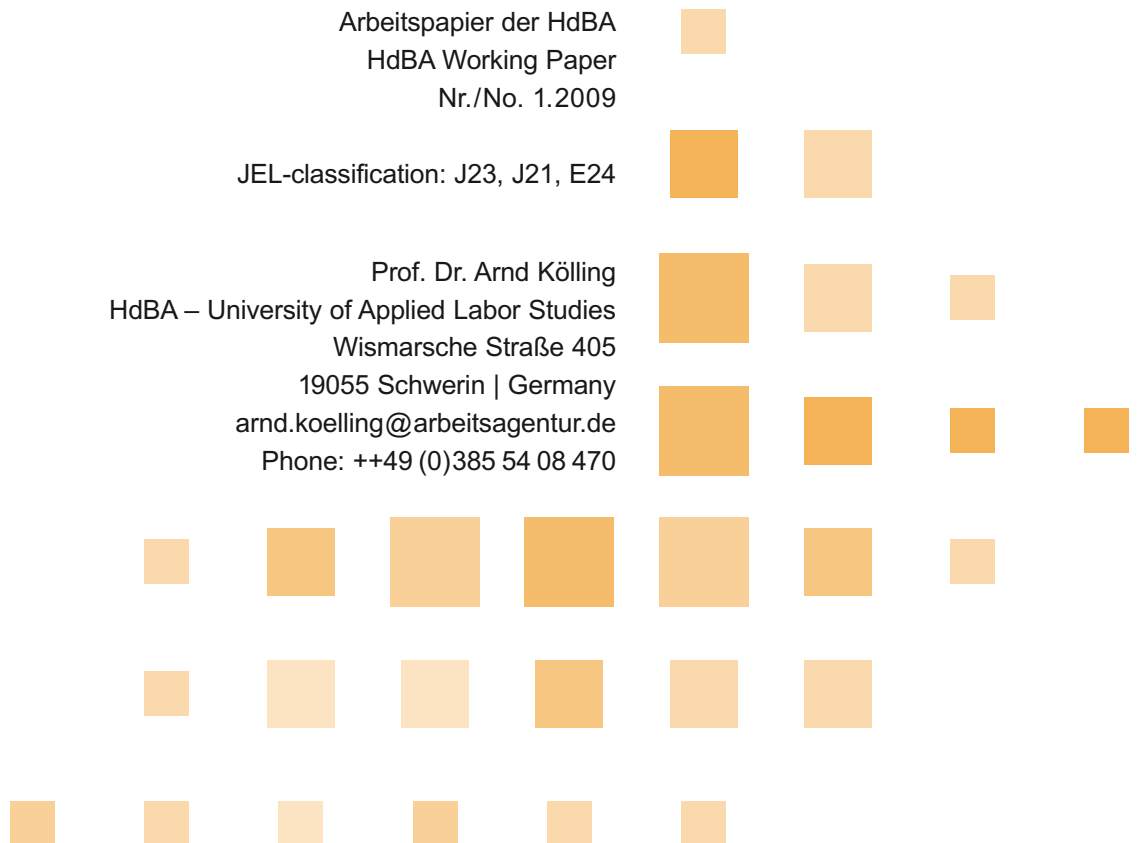 Arbeitspapier der HdBA
HdBA Working Paper
Nr./No. 1.2009
JEL-classification: J23, J21, E24
Prof. Dr. Arnd Kölling
HdBA – University of Applied Labor Studies
Wismarsche Straße 405
19055 Schwerin | Germany
arnd.koelling@arbeitsagentur.de
Phone: ++49 (0)385 54 08 470